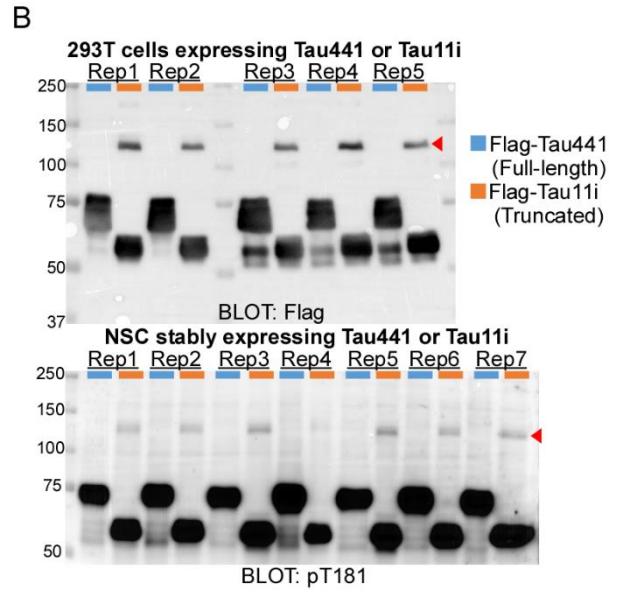 B
293T cells expressing Tau441 or Tau11i
Rep1 Rep2 Rep3 Rep4 Rep5
250
150
100
75
50
37
Flag-Tau441
(Full-length)
Flag-Tau11i
(Truncated)
BLOT: Flag
NSC stably expressing Tau441 or Tau11i
Rep1 Rep2 Rep3 Rep4 Rep5 Rep6 Rep7
250
150
100
75
50
BLOT: pT181